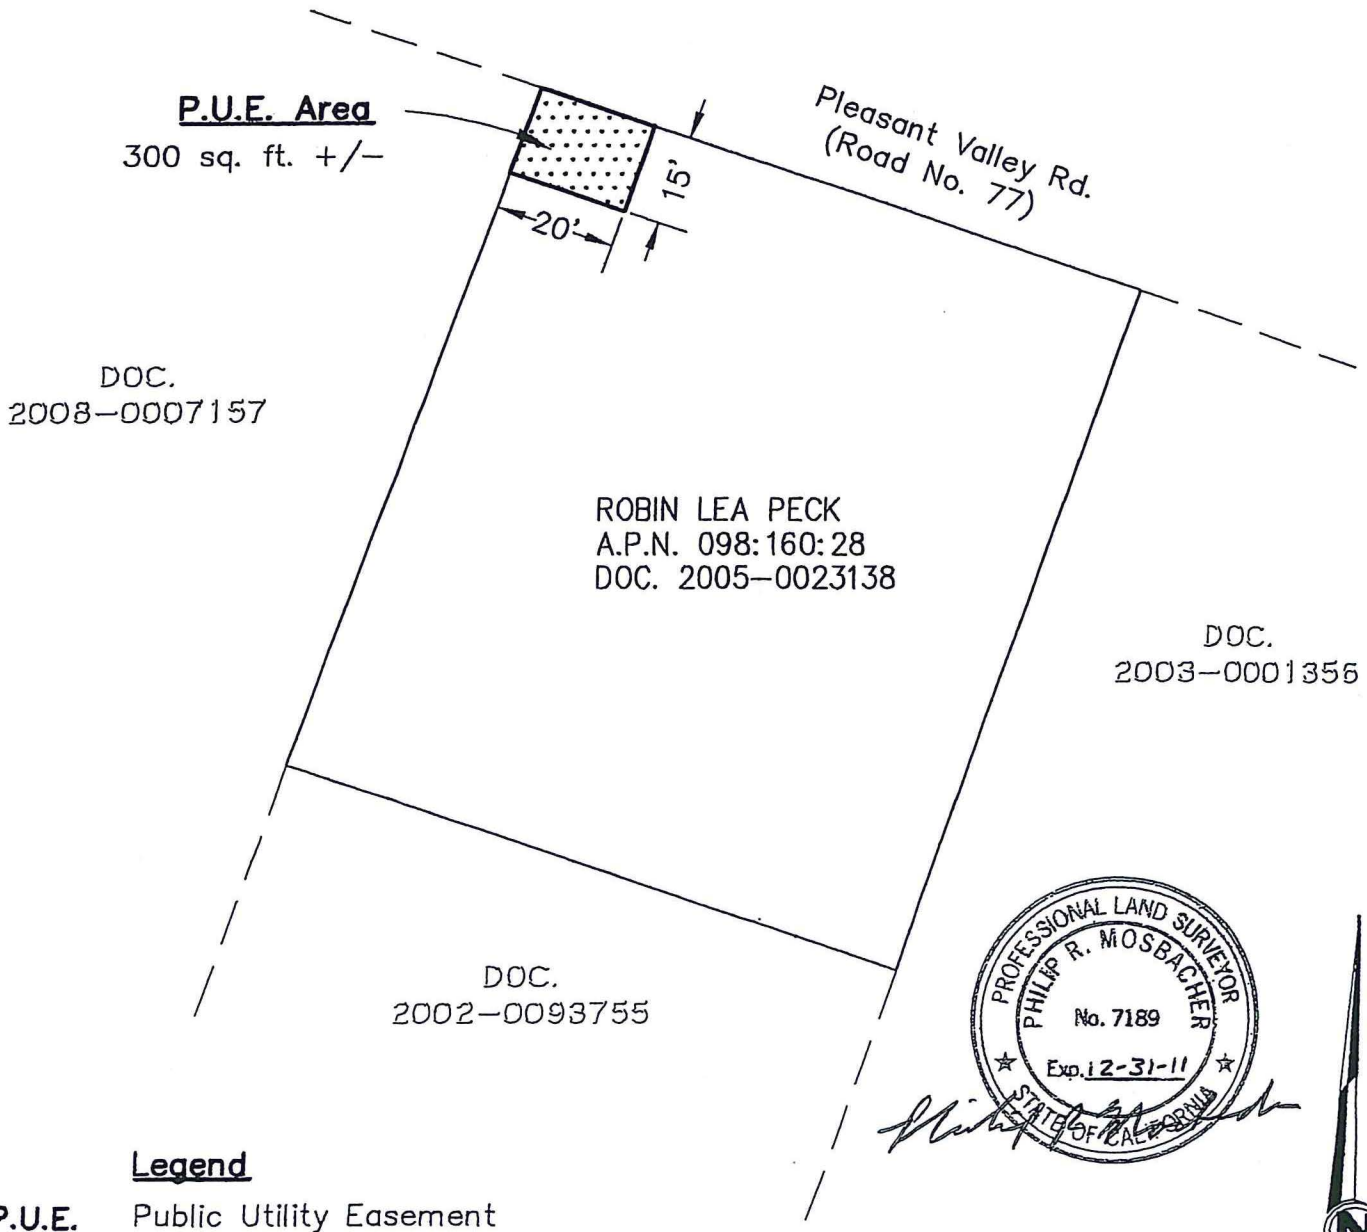 P.U.E. Area
300 sq. ft. +/-
Pleasant Valley Rd.
(Road No. 77)
15'
20'
DOC.
2008-0007157
ROBIN LEA PECK
A.P.N. 098:160:28
DOC. 2005-0023138
DOC.
2003-0001356
DOC.
2002-0093755
PROFESSIONAL LAND SURVEYOR
PHILIP R. MOSBACHER
No. 7189
Exp. 12-31-11
STATE OF CALIFORNIA
Legend
P.U.E. Public Utility Easement
N